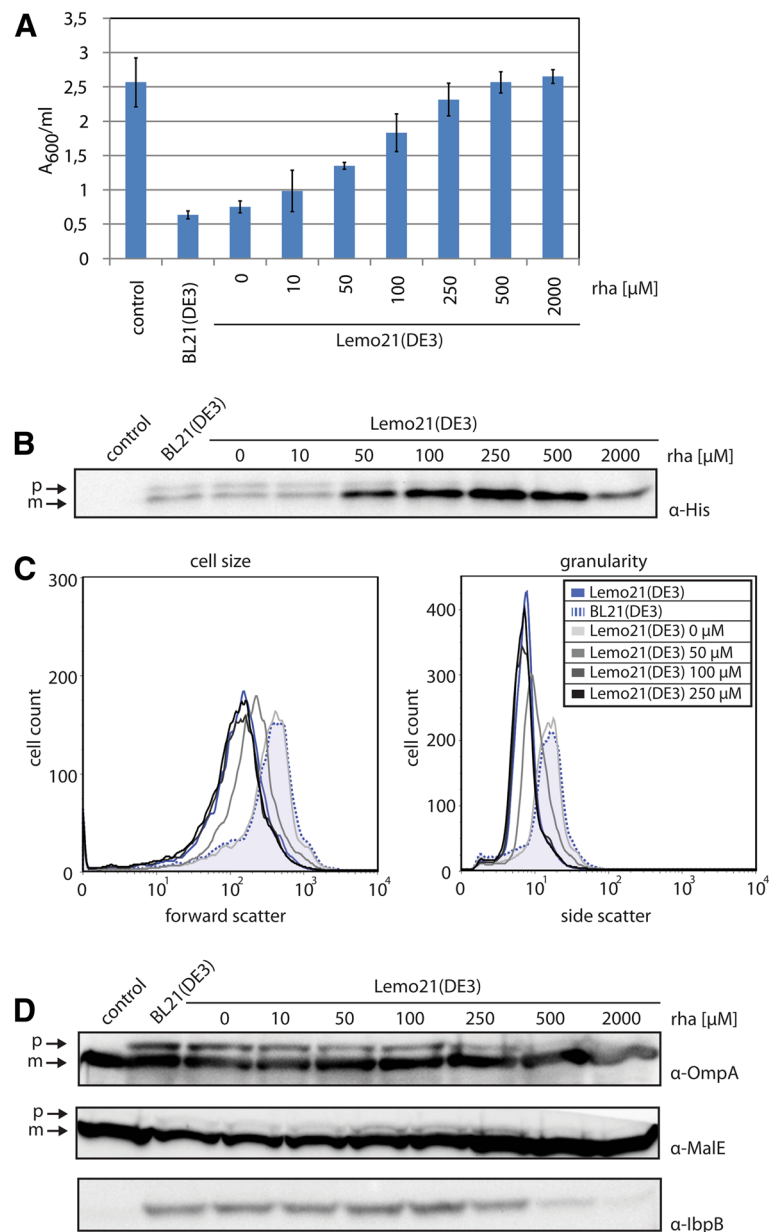 A
3,5
3
2,5
2
1,5
1
0,5
0
A600/ml
control
BL21(DE3)
0
10
50
100
250
500
2000
rha [µM]
Lemo21(DE3)
B
control
BL21(DE3)
Lemo21(DE3)
0 10 50 100 250 500 2000 rha [µM]
p
m
α-His
C
cell size
300
200
100
0
cell count
0 10¹ 10² 10³ 10⁴
forward scatter
granularity
400
300
200
100
0
cell count
Lemo21(DE3)
BL21(DE3)
Lemo21(DE3) 0 µM
Lemo21(DE3) 50 µM
Lemo21(DE3) 100 µM
Lemo21(DE3) 250 µM
0 10¹ 10² 10³ 10⁴
side scatter
D
control
BL21(DE3)
Lemo21(DE3)
0 10 50 100 250 500 2000 rha [µM]
p
m
α-OmpA
p
m
α-MalE
α-IbpB